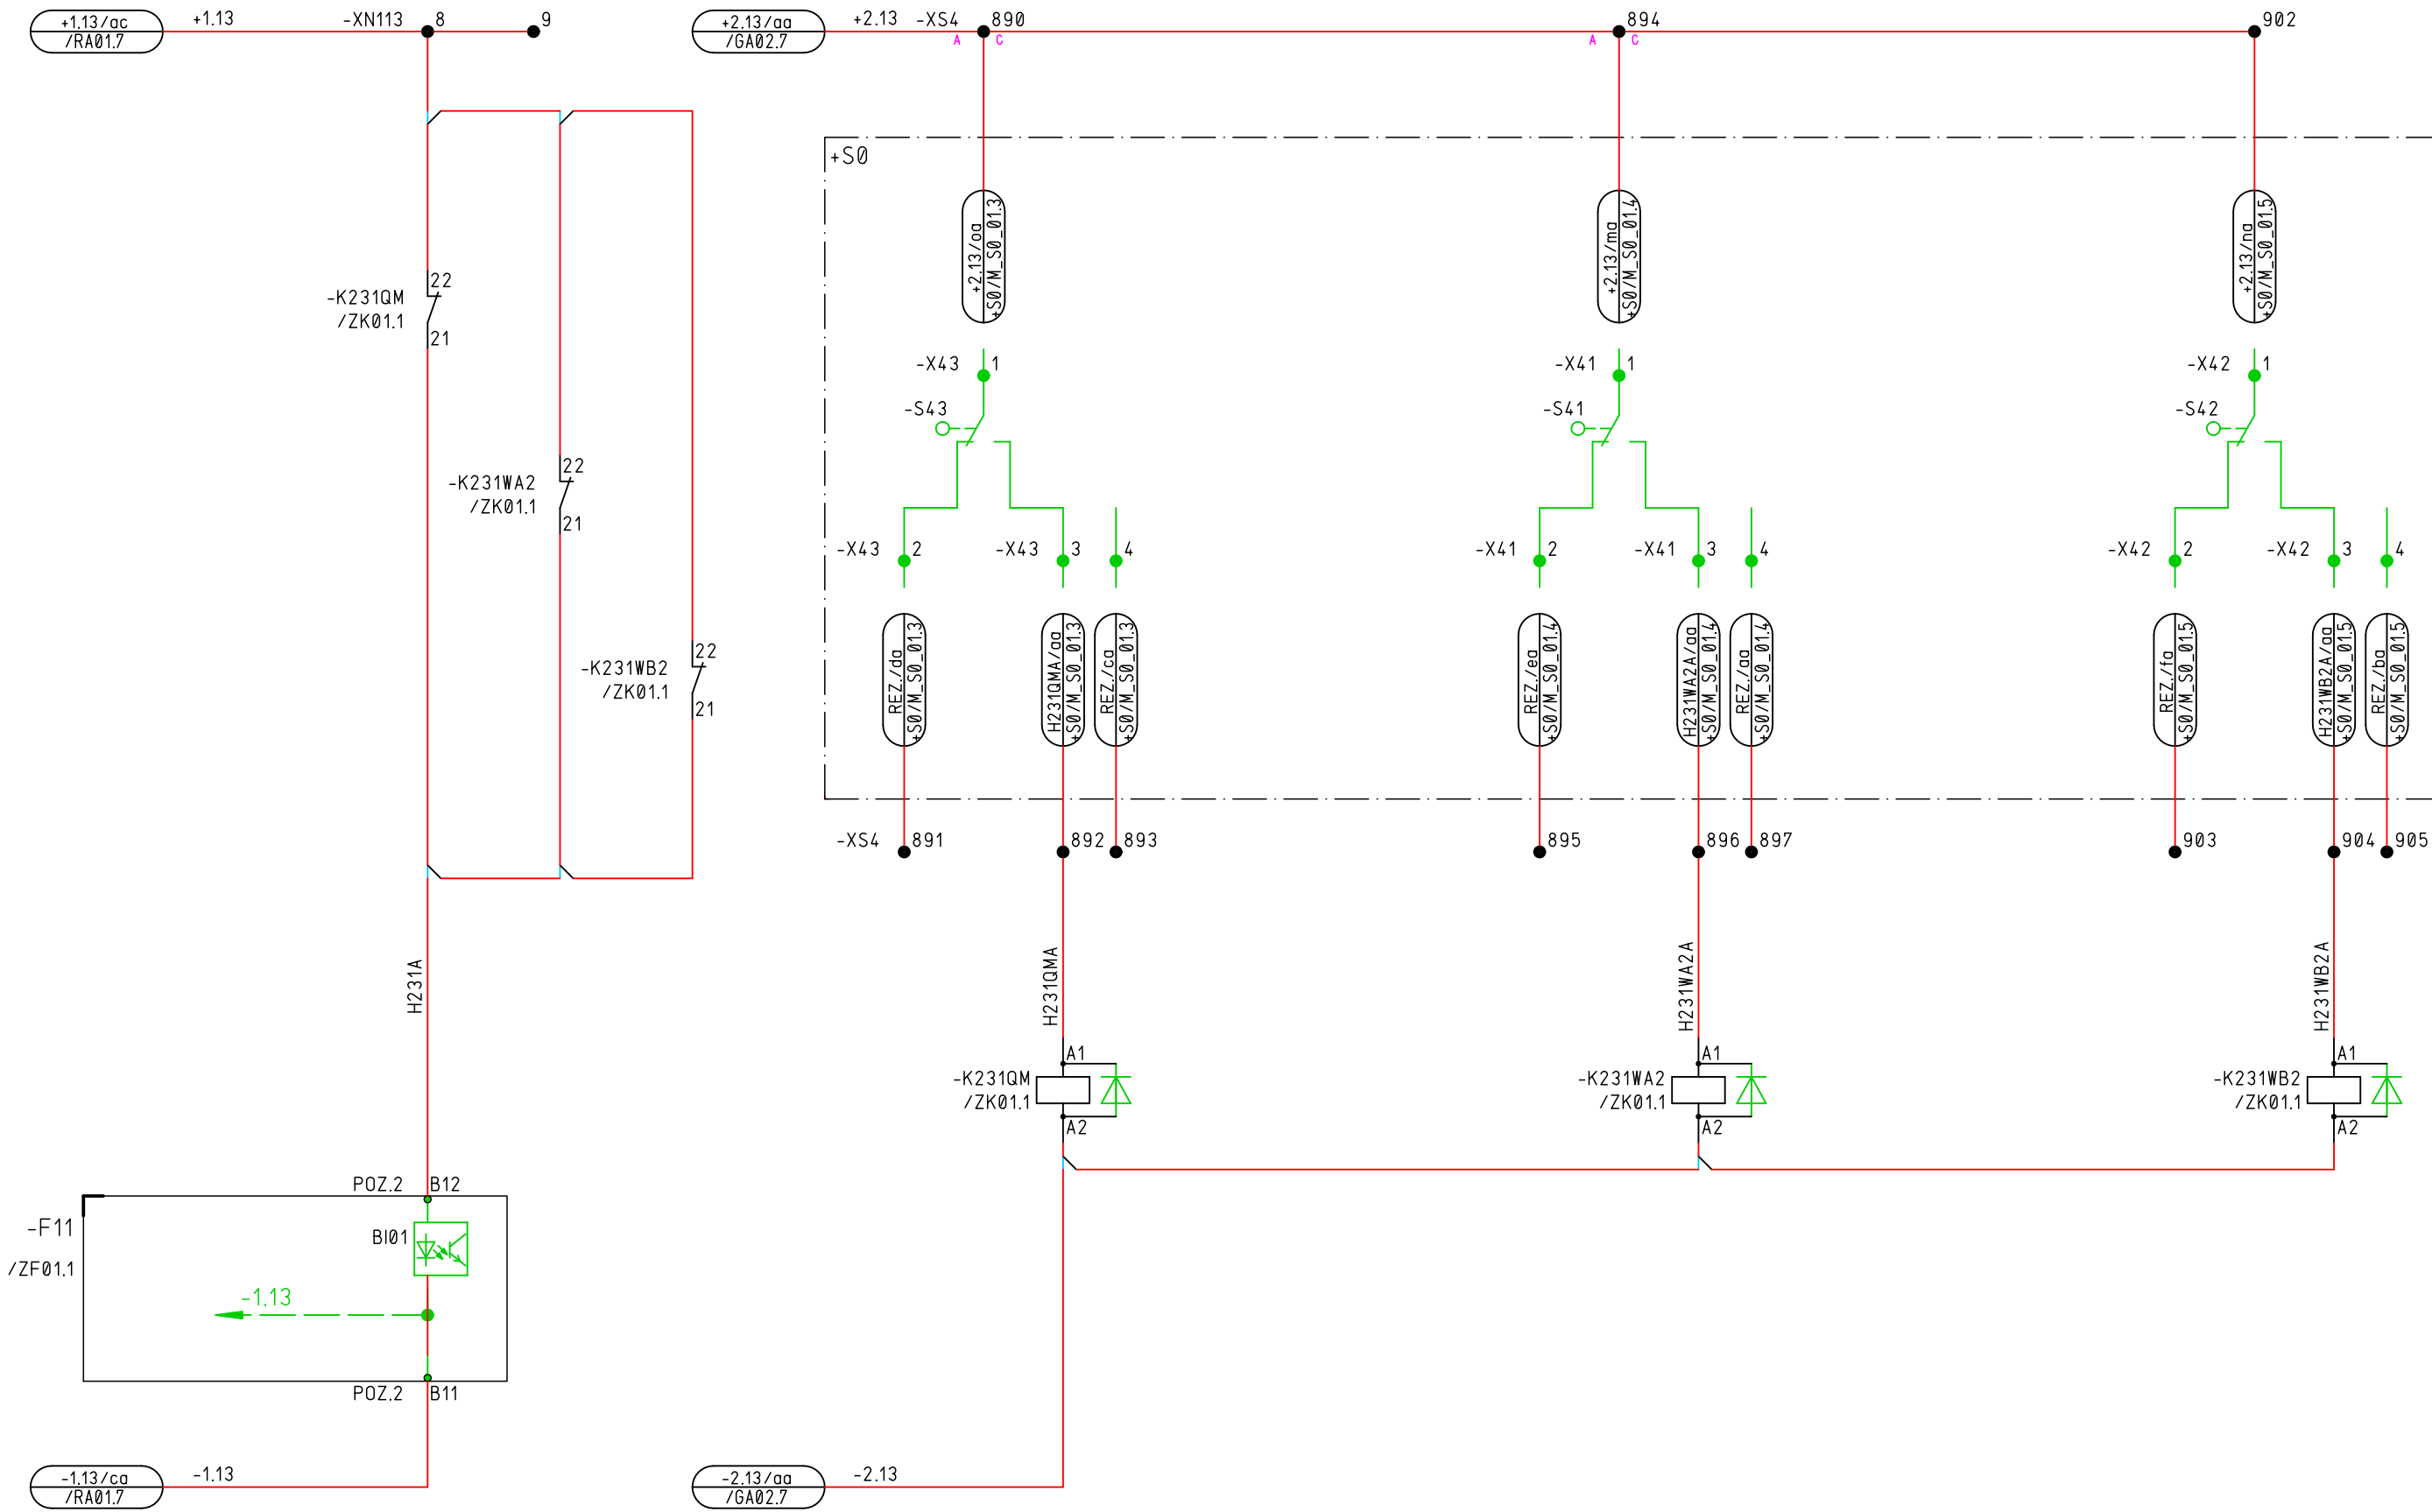 +1.13/ac
/RA01.7
+1.13
-XN113
8
9
+2.13/aa
/GA02.7
+2.13
-XS4
890
A
C
894
A
C
902
+S0
+2.13/oa
+S0/M_S0_01.3
+2.13/ma
+S0/M_S0_01.4
+2.13/na
+S0/M_S0_01.5
-K231QM
/ZK01.1
22
21
-X43
1
-S43
-X41
1
-S41
-X42
1
-S42
-K231WA2
/ZK01.1
22
21
-X43
2
-X43
3
4
-X41
2
-X41
3
4
-X42
2
-X42
3
4
-K231WB2
/ZK01.1
22
21
REZ./da
+S0/M_S0_01.3
H231QMA/aa
+S0/M_S0_01.3
REZ./ca
+S0/M_S0_01.3
REZ./ea
+S0/M_S0_01.4
H231WA2A/aa
+S0/M_S0_01.4
REZ./aa
+S0/M_S0_01.4
REZ./fa
+S0/M_S0_01.5
H231WB2A/aa
+S0/M_S0_01.5
REZ./ba
+S0/M_S0_01.5
-XS4
891
892
893
895
896
897
903
904
905
H231A
H231QMA
H231WA2A
H231WB2A
-K231QM
/ZK01.1
A1
A2
-K231WA2
/ZK01.1
A1
A2
-K231WB2
/ZK01.1
A1
A2
POZ.2
B12
-F11
/ZF01.1
BI01
-1.13
POZ.2
B11
-1.13/ca
/RA01.7
-1.13
-2.13/aa
/GA02.7
-2.13